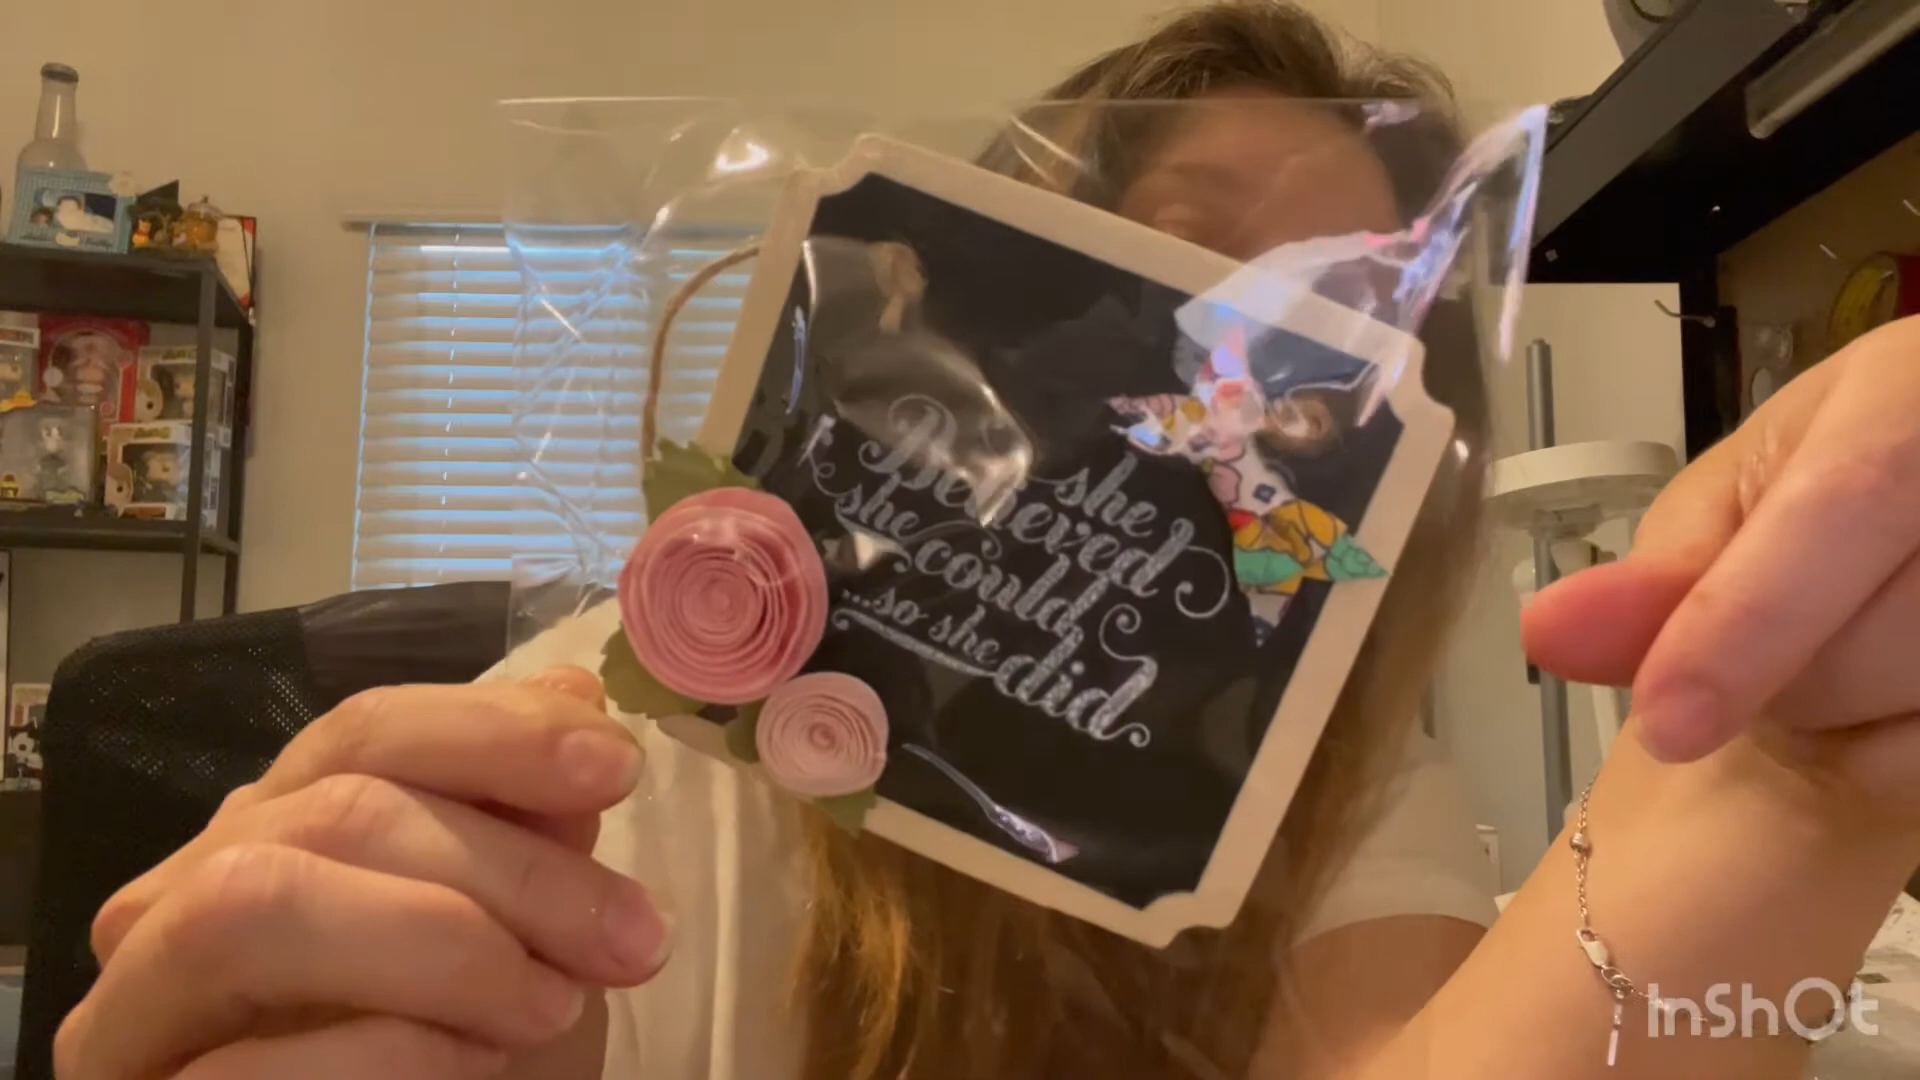 she
Believed
she could
...so she did
InShOt